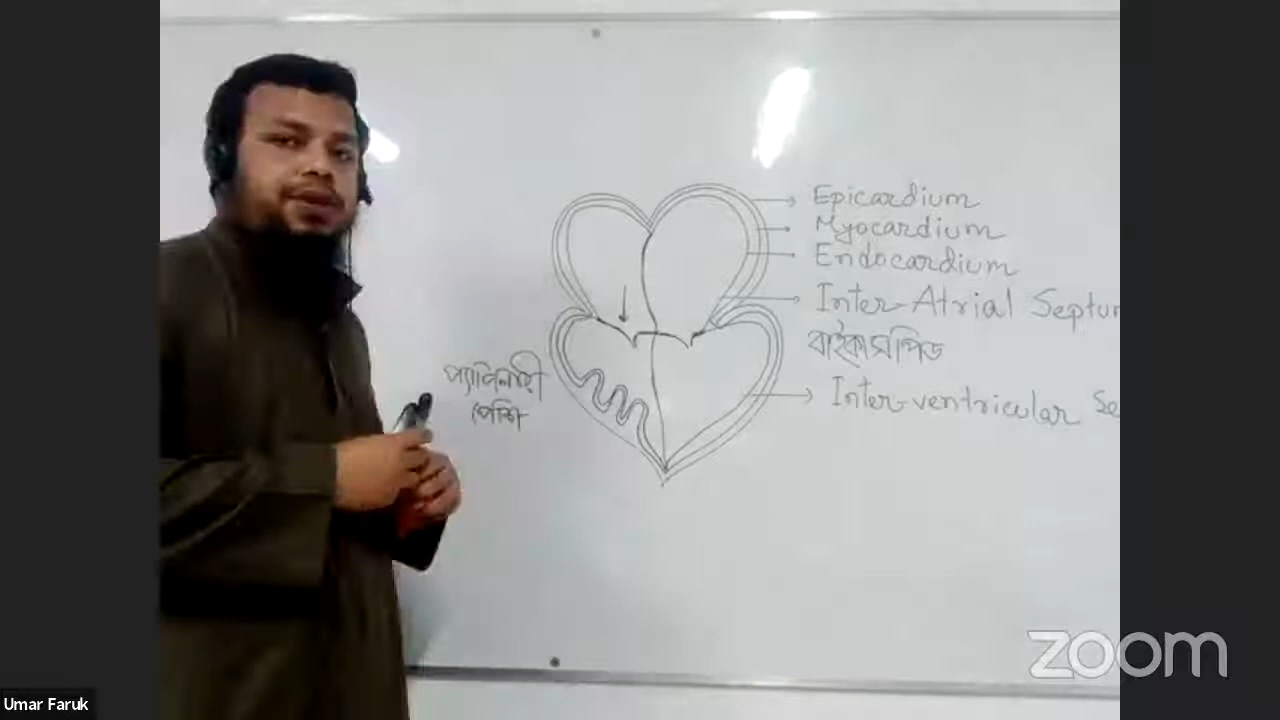 Epicardium
Myocardium
Endocardium
Inter-Atrial Septum
বাইকাসপিড
Inter-ventricular Se
প্যাপিলারী
পেশি
zoom
Umar Faruk